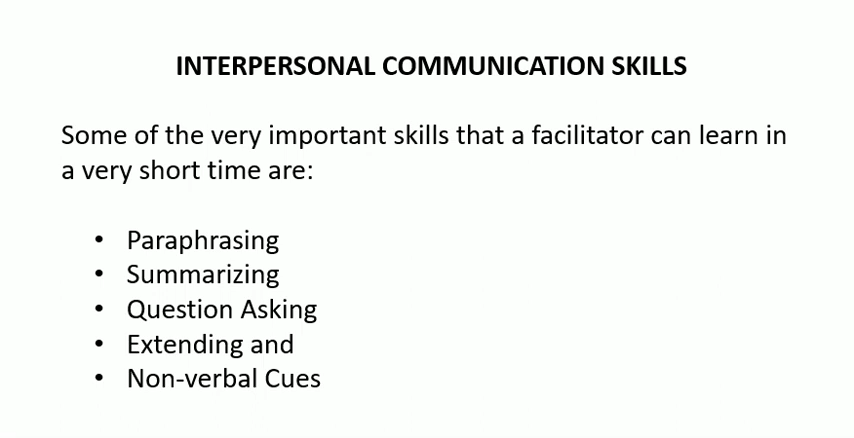 INTERPERSONAL COMMUNICATION SKILLS
Some of the very important skills that a facilitator can learn in
a very short time are:
• Paraphrasing
• Summarizing
• Question Asking
• Extending and
• Non-verbal Cues